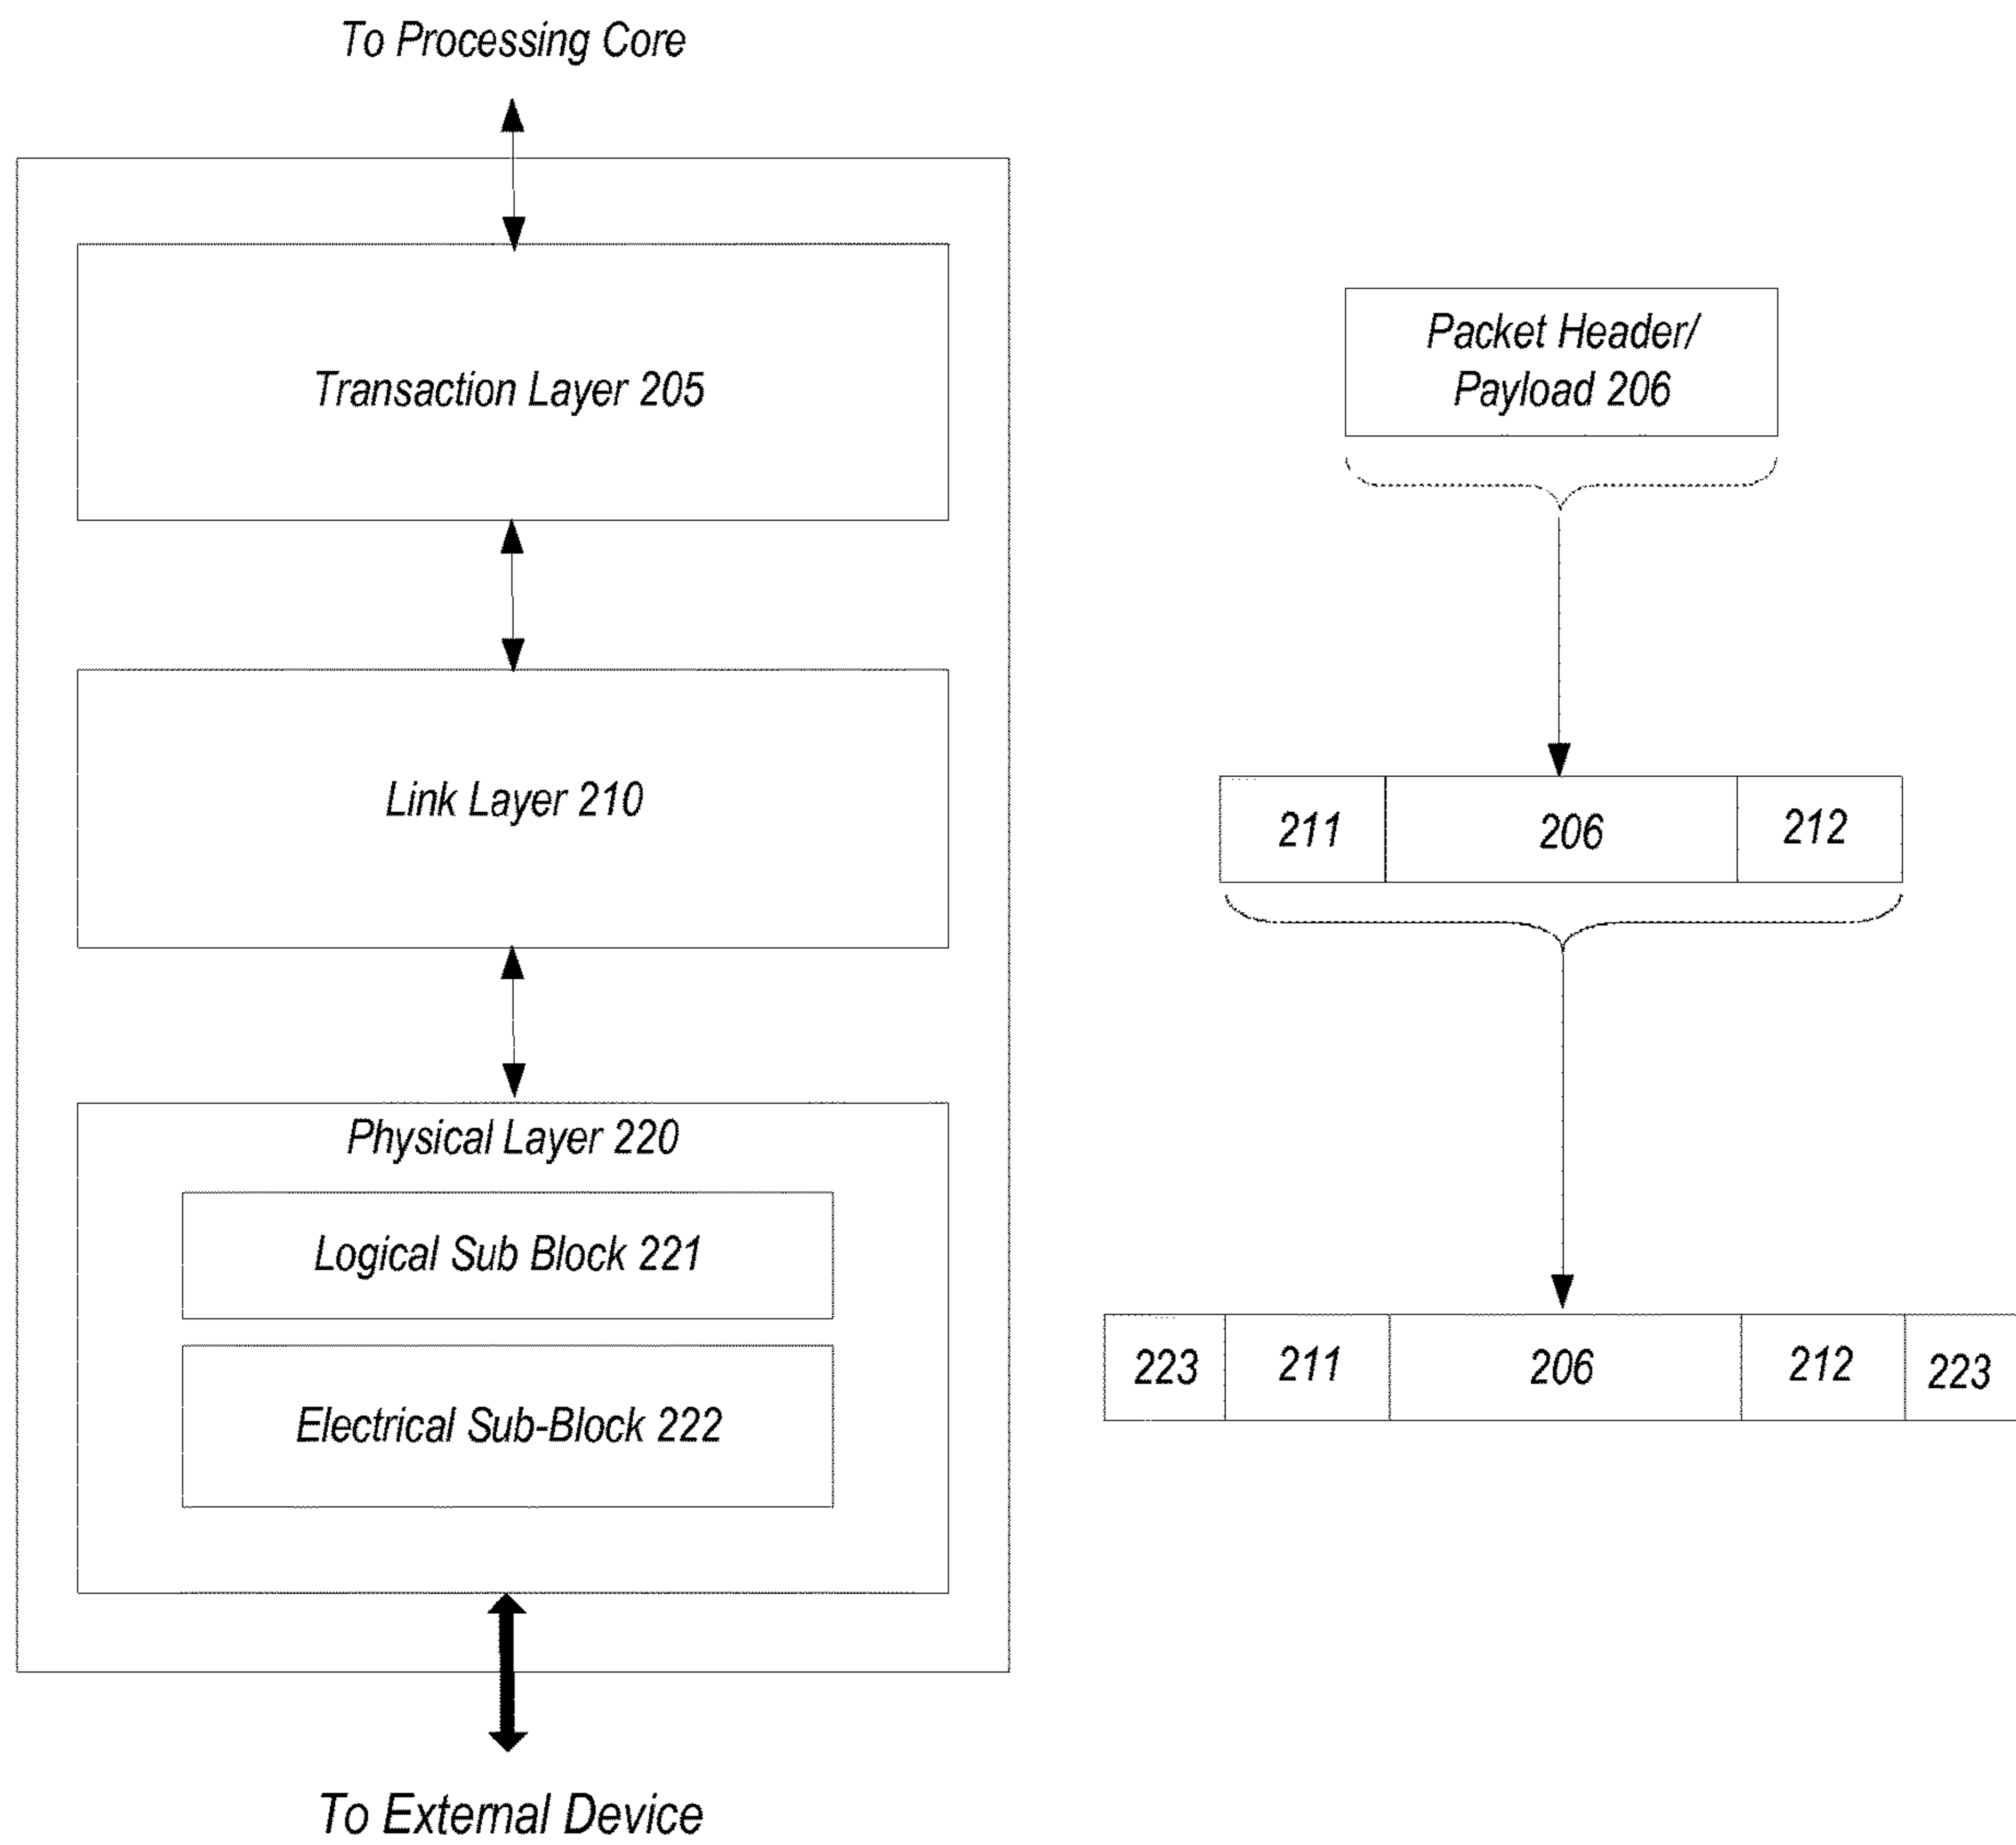 To Processing Core
Transaction Layer 205
Packet Header/
Payload 206
Link Layer 210
211 206 212
Physical Layer 220
Logical Sub Block 221
Electrical Sub-Block 222
223 211 206 212 223
To External Device